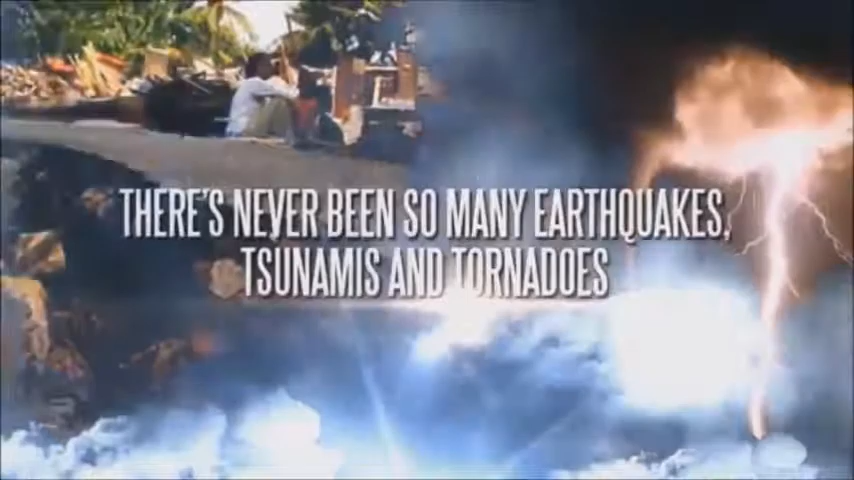 THERE'S NEVER BEEN SO MANY EARTHQUAKES,
TSUNAMIS AND TORNADOES